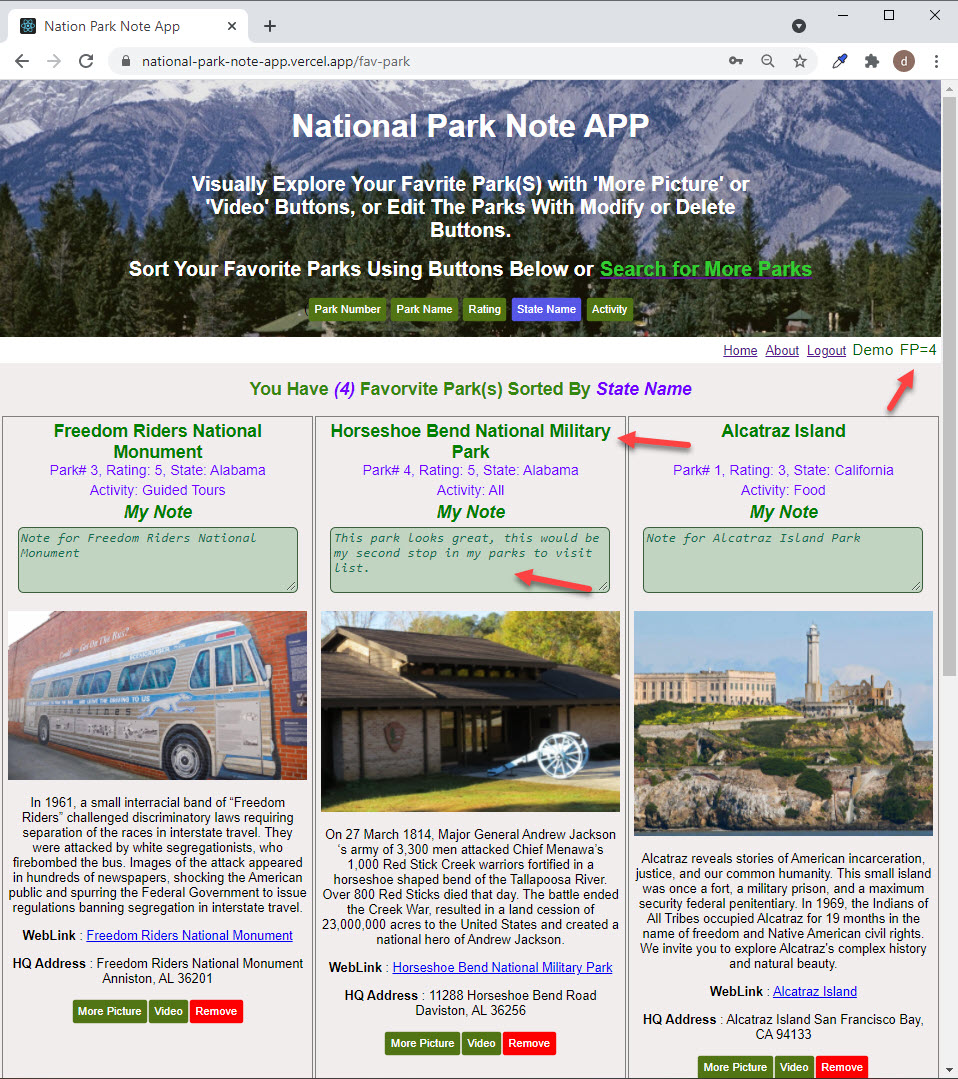 Nation Park Note App
national-park-note-app.vercel.app/fav-park
d
National Park Note APP
Visually Explore Your Favrite Park(S) with 'More Picture' or
'Video' Buttons, or Edit The Parks With Modify or Delete
Buttons.
Sort Your Favorite Parks Using Buttons Below or Search for More Parks
Park Number Park Name Rating State Name Activity
Home About Logout Demo FP=4
You Have (4) Favorvite Park(s) Sorted By State Name
Freedom Riders National
Monument
Park# 3, Rating: 5, State: Alabama
Activity: Guided Tours
My Note
Note for Freedom Riders National
Monument
In 1961, a small interracial band of “Freedom
Riders” challenged discriminatory laws requiring
separation of the races in interstate travel. They
were attacked by white segregationists, who
firebombed the bus. Images of the attack appeared
in hundreds of newspapers, shocking the American
public and spurring the Federal Government to issue
regulations banning segregation in interstate travel.
WebLink : Freedom Riders National Monument
HQ Address : Freedom Riders National Monument
Anniston, AL 36201
More Picture Video Remove
Horseshoe Bend National Military
Park
Park# 4, Rating: 5, State: Alabama
Activity: All
My Note
This park looks great, this would be
my second stop in my parks to visit
list.
On 27 March 1814, Major General Andrew Jackson
‘s army of 3,300 men attacked Chief Menawa’s
1,000 Red Stick Creek warriors fortified in a
horseshoe shaped bend of the Tallapoosa River.
Over 800 Red Sticks died that day. The battle ended
the Creek War, resulted in a land cession of
23,000,000 acres to the United States and created a
national hero of Andrew Jackson.
WebLink : Horseshoe Bend National Military Park
HQ Address : 11288 Horseshoe Bend Road
Daviston, AL 36256
More Picture Video Remove
Alcatraz Island
Park# 1, Rating: 3, State: California
Activity: Food
My Note
Note for Alcatraz Island Park
Alcatraz reveals stories of American incarceration,
justice, and our common humanity. This small island
was once a fort, a military prison, and a maximum
security federal penitentiary. In 1969, the Indians of
All Tribes occupied Alcatraz for 19 months in the
name of freedom and Native American civil rights.
We invite you to explore Alcatraz's complex history
and natural beauty.
WebLink : Alcatraz Island
HQ Address : Alcatraz Island San Francisco Bay,
CA 94133
More Picture Video Remove